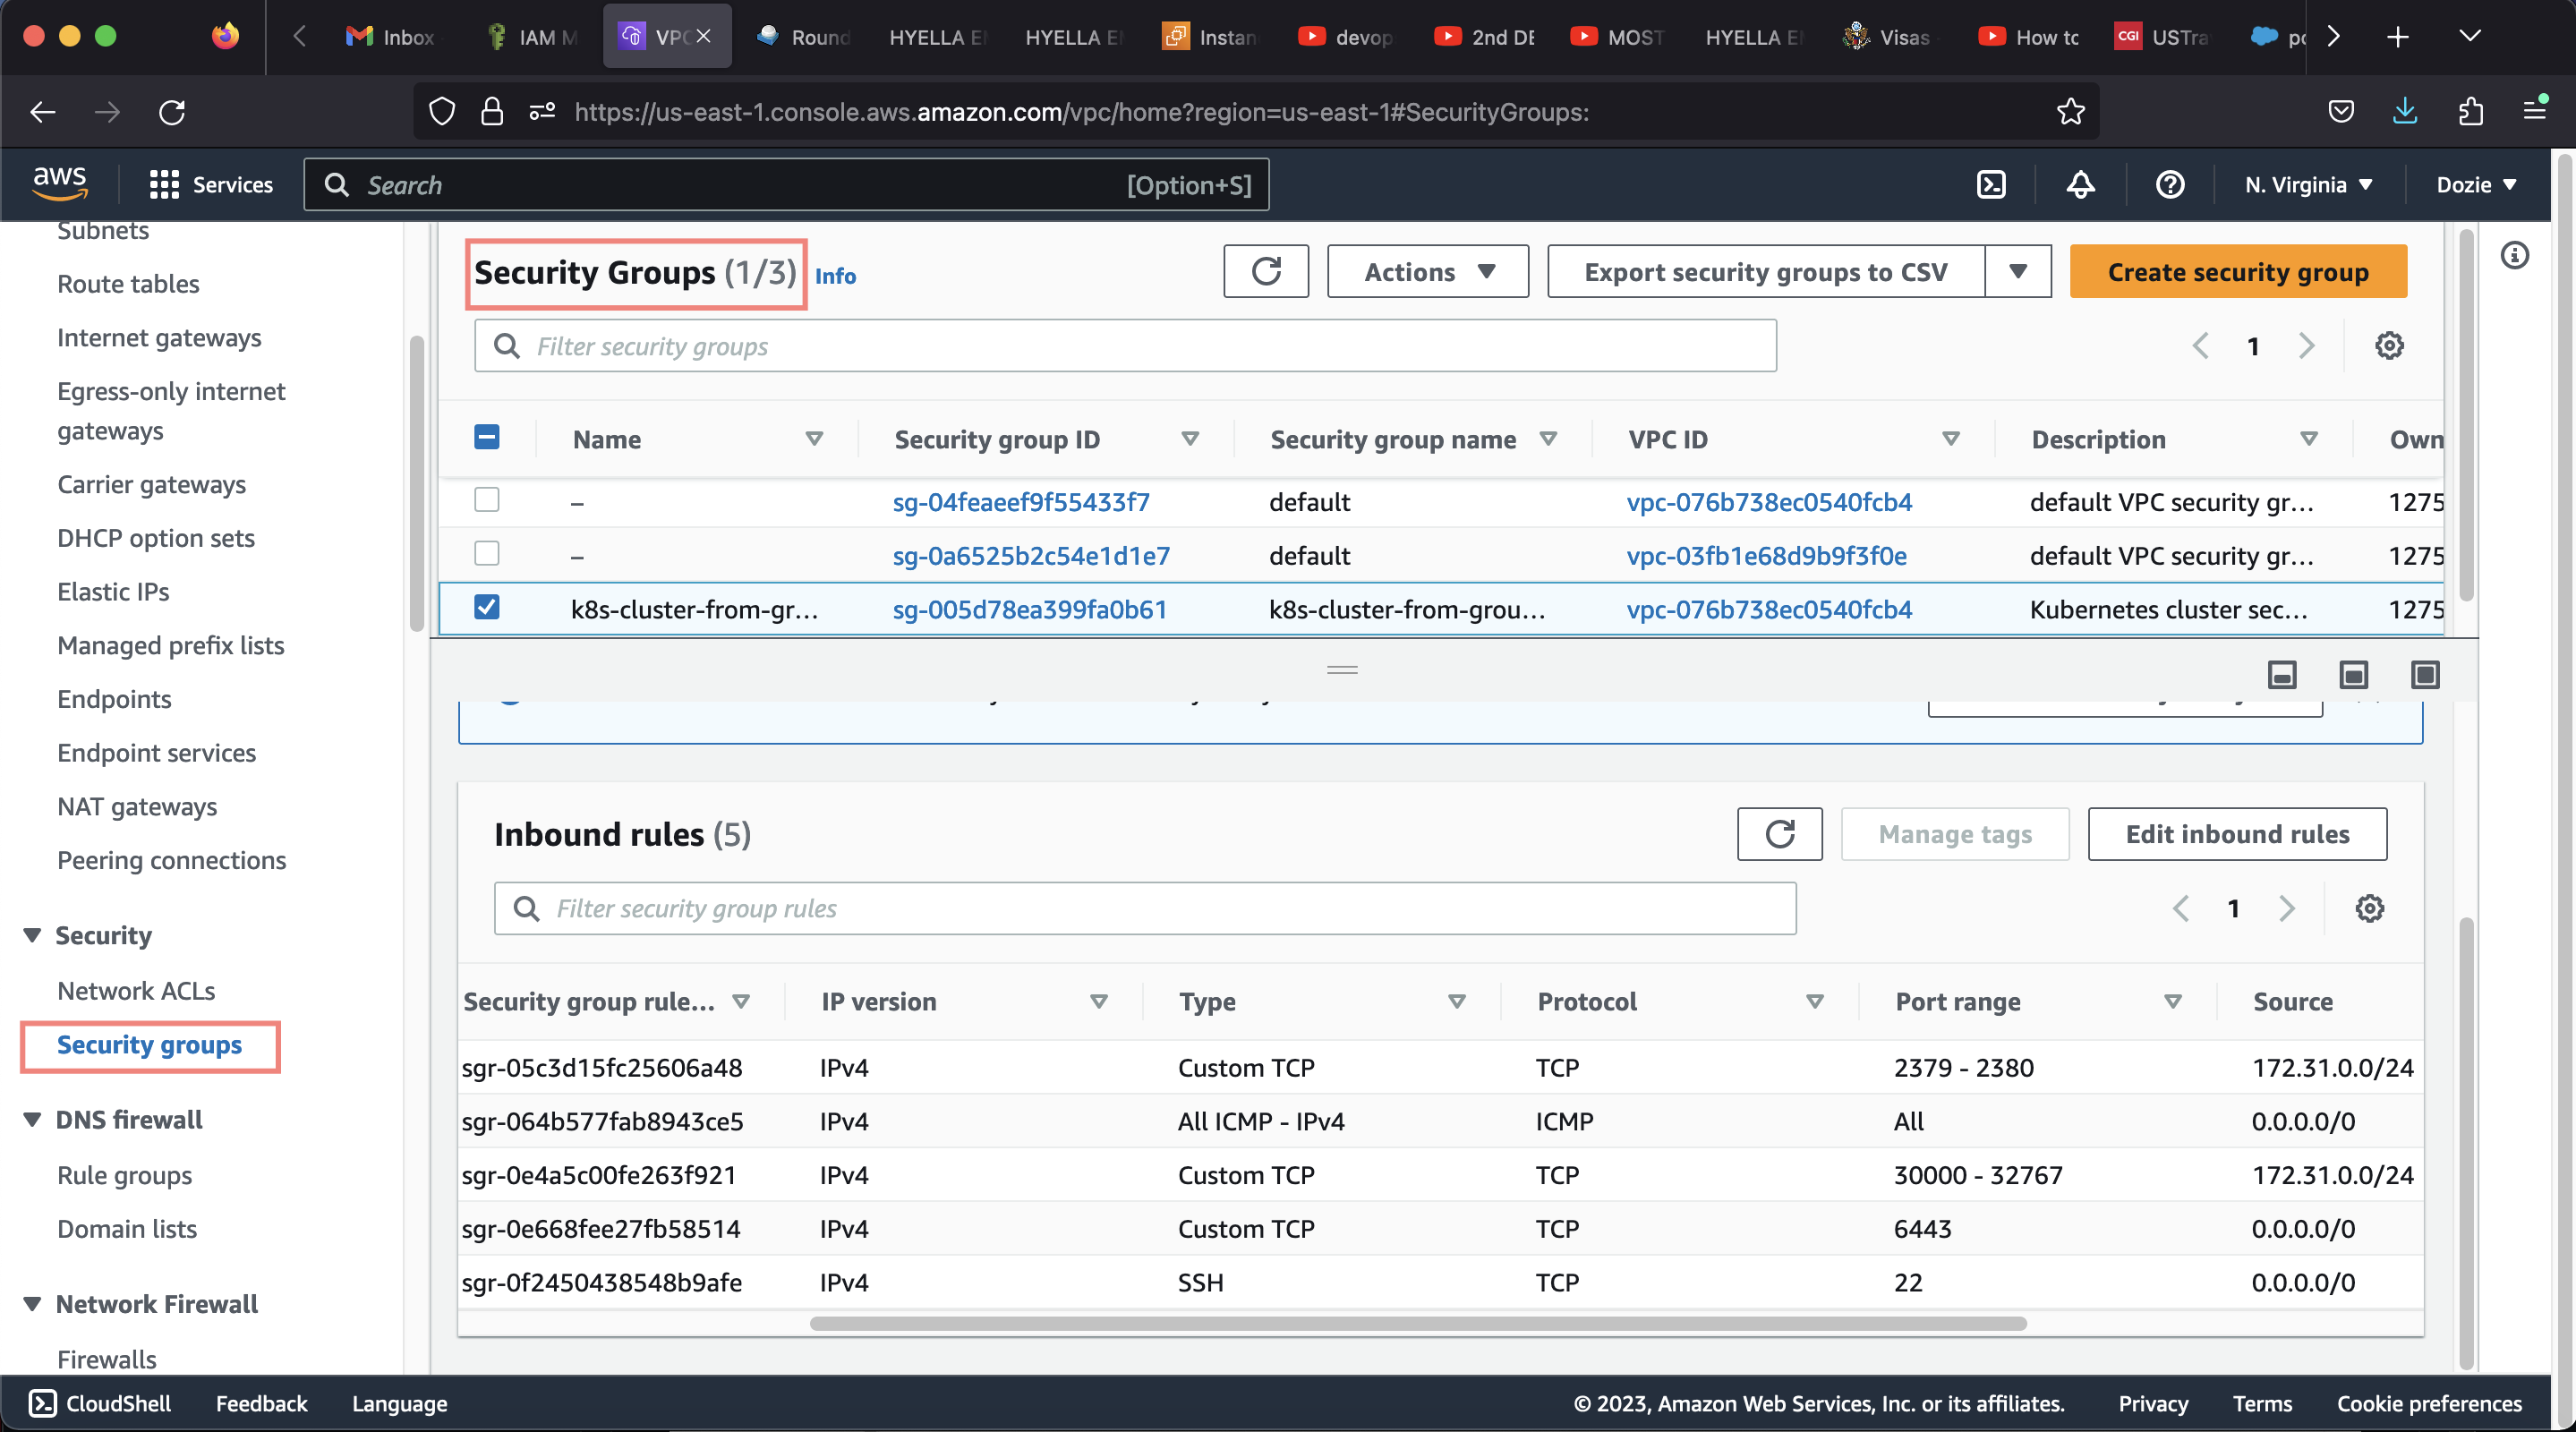 Inbox
IAM M
VPC
Round
HYELLA E
HYELLA E
Instan
devop
2nd DE
MOST
HYELLA E
Visas
How to
CGI
USTra
po
https://us-east-1.console.aws.amazon.com/vpc/home?region=us-east-1#SecurityGroups:
aws
Services
Search
[Option+S]
N. Virginia
Dozie
Subnets
Route tables
Internet gateways
Egress-only internet
gateways
Carrier gateways
DHCP option sets
Elastic IPs
Managed prefix lists
Endpoints
Endpoint services
NAT gateways
Peering connections
Security
Network ACLs
Security groups
DNS firewall
Rule groups
Domain lists
Network Firewall
Firewalls
Security Groups (1/3) Info
Actions
Export security groups to CSV
Create security group
Filter security groups
1
Name Security group ID Security group name VPC ID Description Own
– sg-04feaeef9f55433f7 default vpc-076b738ec0540fcb4 default VPC security gr... 1275
– sg-0a6525b2c54e1d1e7 default vpc-03fb1e68d9b9f3f0e default VPC security gr... 1275
k8s-cluster-from-gr... sg-005d78ea399fa0b61 k8s-cluster-from-grou... vpc-076b738ec0540fcb4 Kubernetes cluster sec... 1275
Inbound rules (5)
Manage tags
Edit inbound rules
Filter security group rules
1
Security group rule... IP version Type Protocol Port range Source
sgr-05c3d15fc25606a48 IPv4 Custom TCP TCP 2379 - 2380 172.31.0.0/24
sgr-064b577fab8943ce5 IPv4 All ICMP - IPv4 ICMP All 0.0.0.0/0
sgr-0e4a5c00fe263f921 IPv4 Custom TCP TCP 30000 - 32767 172.31.0.0/24
sgr-0e668fee27fb58514 IPv4 Custom TCP TCP 6443 0.0.0.0/0
sgr-0f2450438548b9afe IPv4 SSH TCP 22 0.0.0.0/0
CloudShell Feedback Language © 2023, Amazon Web Services, Inc. or its affiliates. Privacy Terms Cookie preferences